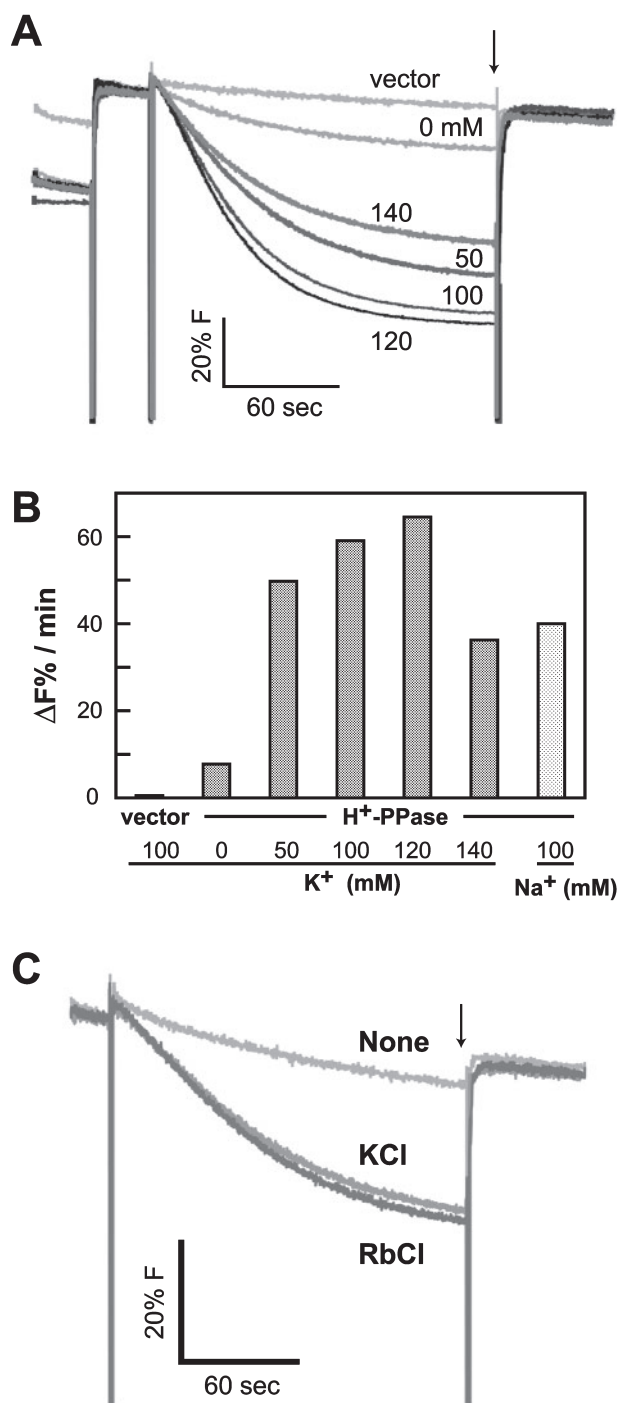 A
vector
0 mM
140
50
100
120
20% F
60 sec
B
ΔF% / min
60
40
20
0
vector H⁺-PPase
100 0 50 100 120 140 100
K⁺ (mM) Na⁺ (mM)
C
None
KCl
RbCl
20% F
60 sec